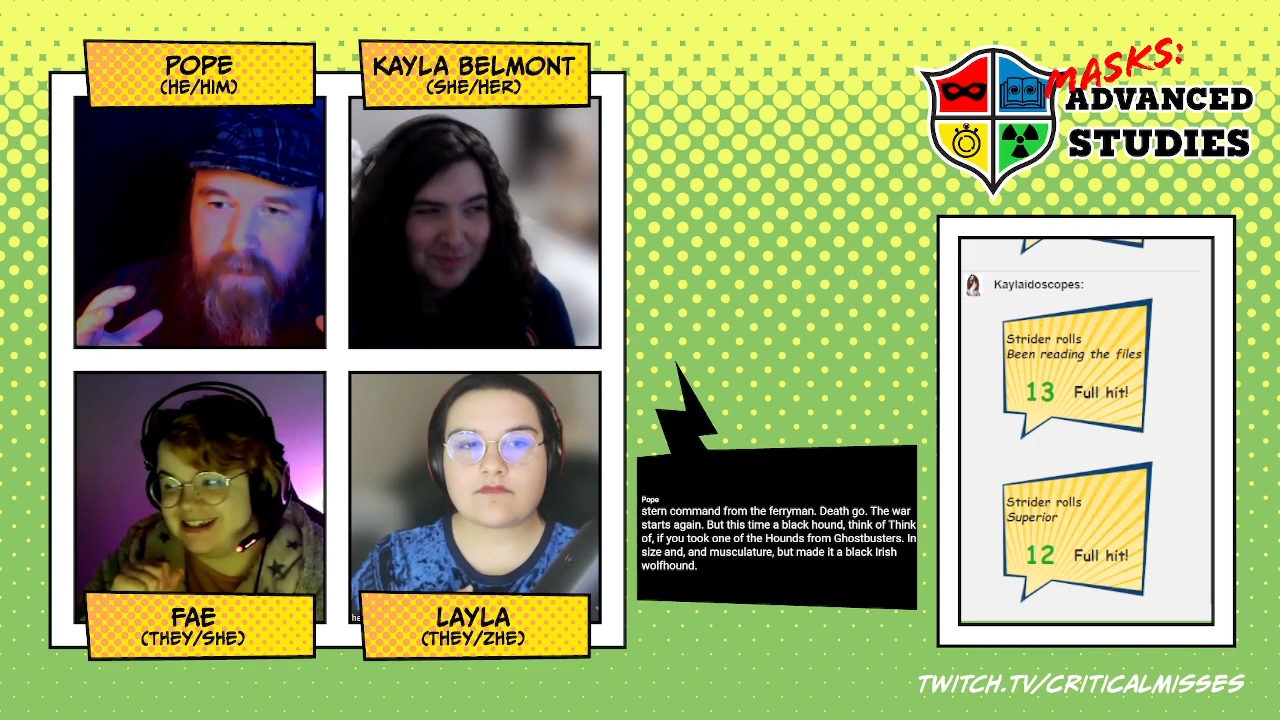 POPE
(HE/HIM)
KAYLA BELMONT
(SHE/HER)
MASKS:
ADVANCED
STUDIES
Kaylaidoscopes:
Strider rolls
Been reading the files
13 Full hit!
Strider rolls
Superior
12 Full hit!
Pope
stern command from the ferryman. Death go. The war
starts again. But this time a black hound, think of Think
of, if you took one of the Hounds from Ghostbusters. In
size and, and musculature, but made it a black Irish
wolfhound.
he
FAE
(THEY/SHE)
LAYLA
(THEY/ZHE)
TWITCH.TV/CRITICALMISSES